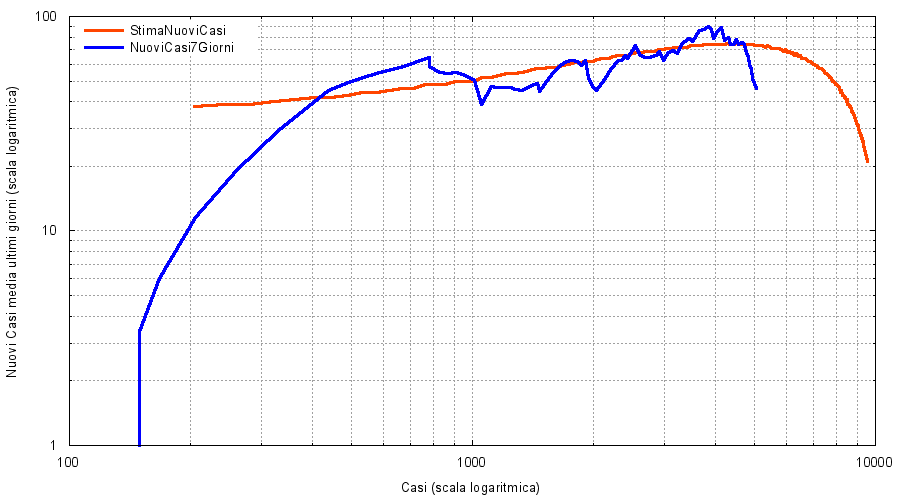 100
StimaNuoviCasi
NuoviCasi7Giorni
10
1
Nuovi Casi media ultimi giorni (scala logaritmica)
100
1000
10000
Casi (scala logaritmica)